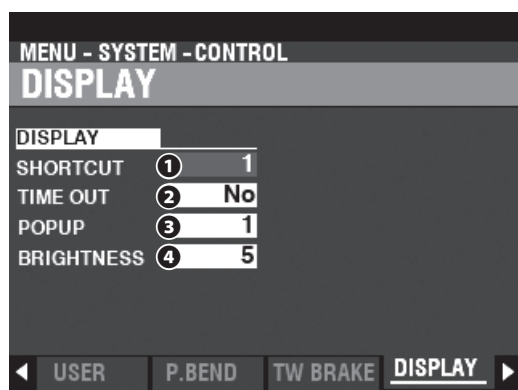 MENU - SYSTEM - CONTROL
DISPLAY
DISPLAY
SHORTCUT ① 1
TIME OUT ② No
POPUP ③ 1
BRIGHTNESS ④ 5
◀ USER P.BEND TW BRAKE DISPLAY ▶